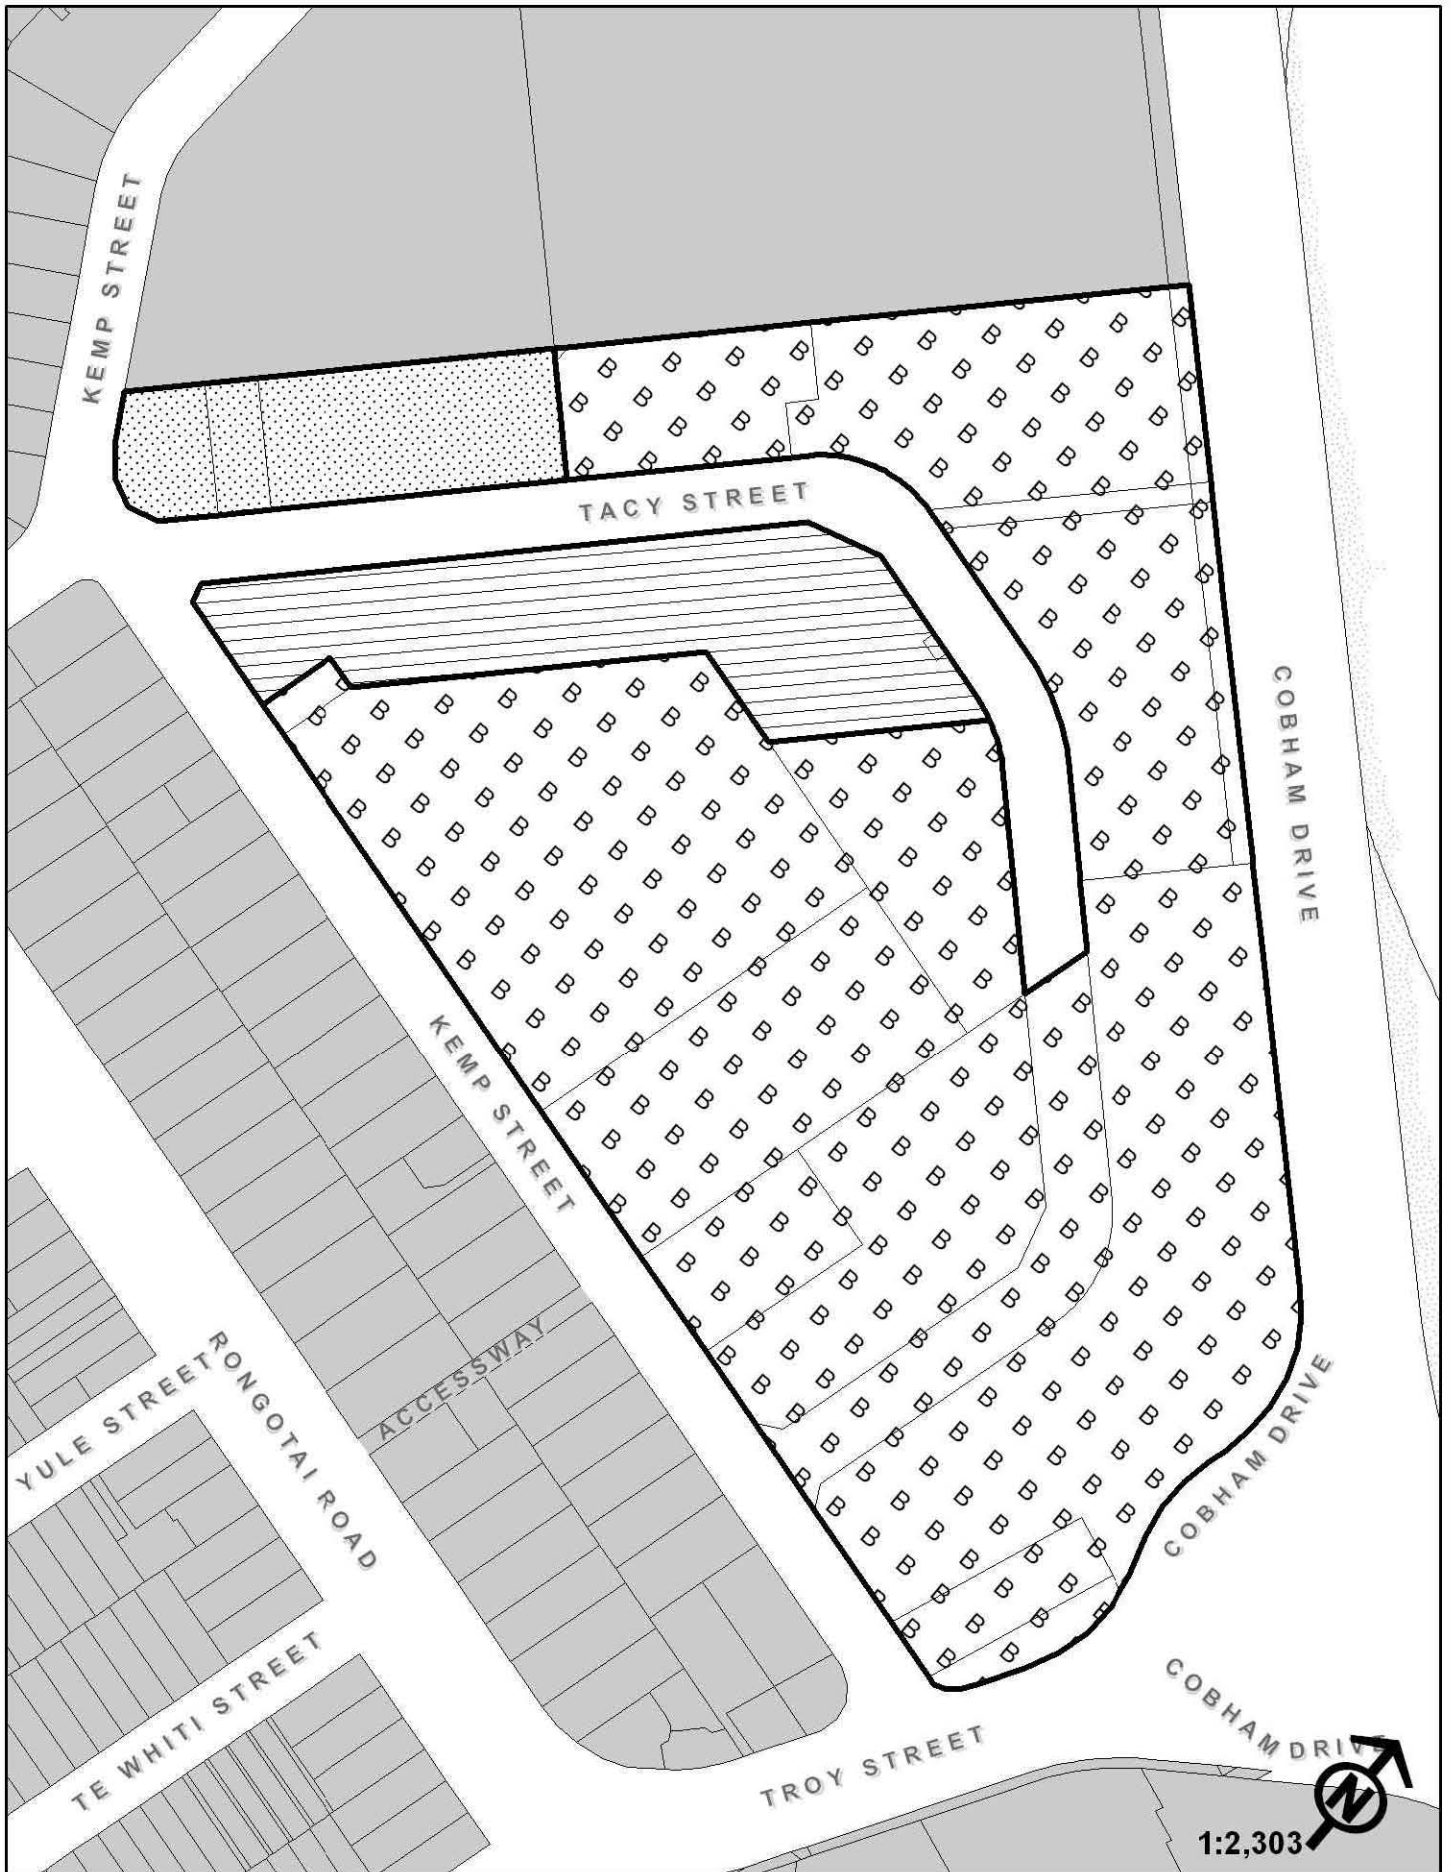 KEMP STREET
TACY STREET
COBHAM DRIVE
KEMP STREET
ACCESSWAY
YULE STREET
RONGOTAI ROAD
COBHAM DRIVE
TE WHITI STREET
COBHAM DRIVE
TROY STREET
N
1:2,303